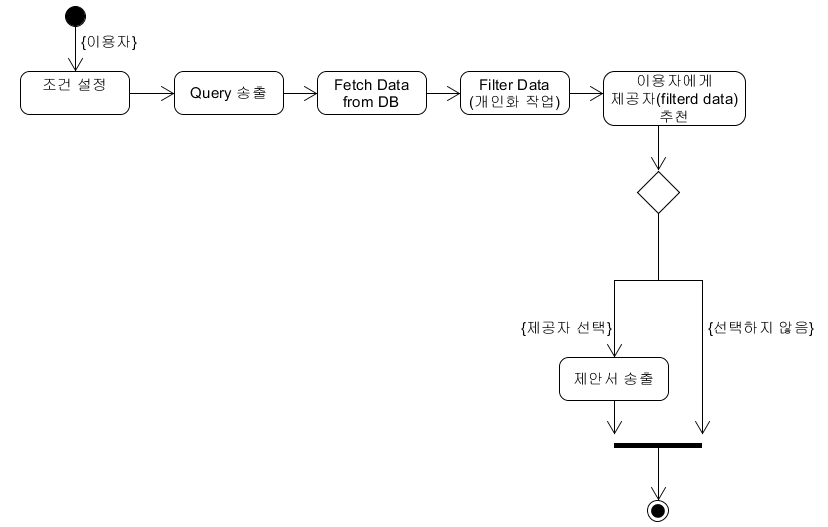 {이용자}
조건 설정
Query 송출
Fetch Data
from DB
Filter Data
(개인화 작업)
이용자에게
제공자(filterd data)
추천
{제공자 선택}
{선택하지 않음}
제안서 송출